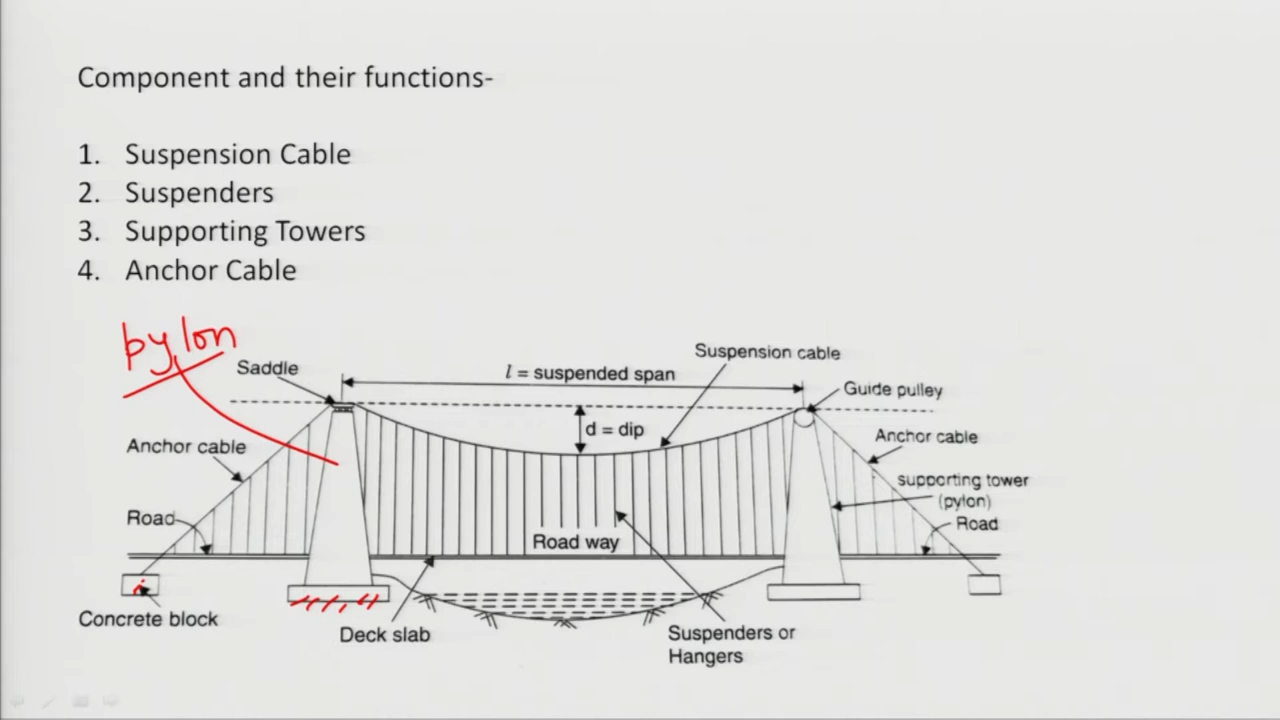 Component and their functions-
1. Suspension Cable
2. Suspenders
3. Supporting Towers
4. Anchor Cable
bylon
Saddle
l = suspended span
Suspension cable
Guide pulley
d = dip
Anchor cable
Anchor cable
supporting tower
(pylon)
Road
Road
Road way
Concrete block
Deck slab
Suspenders or
Hangers